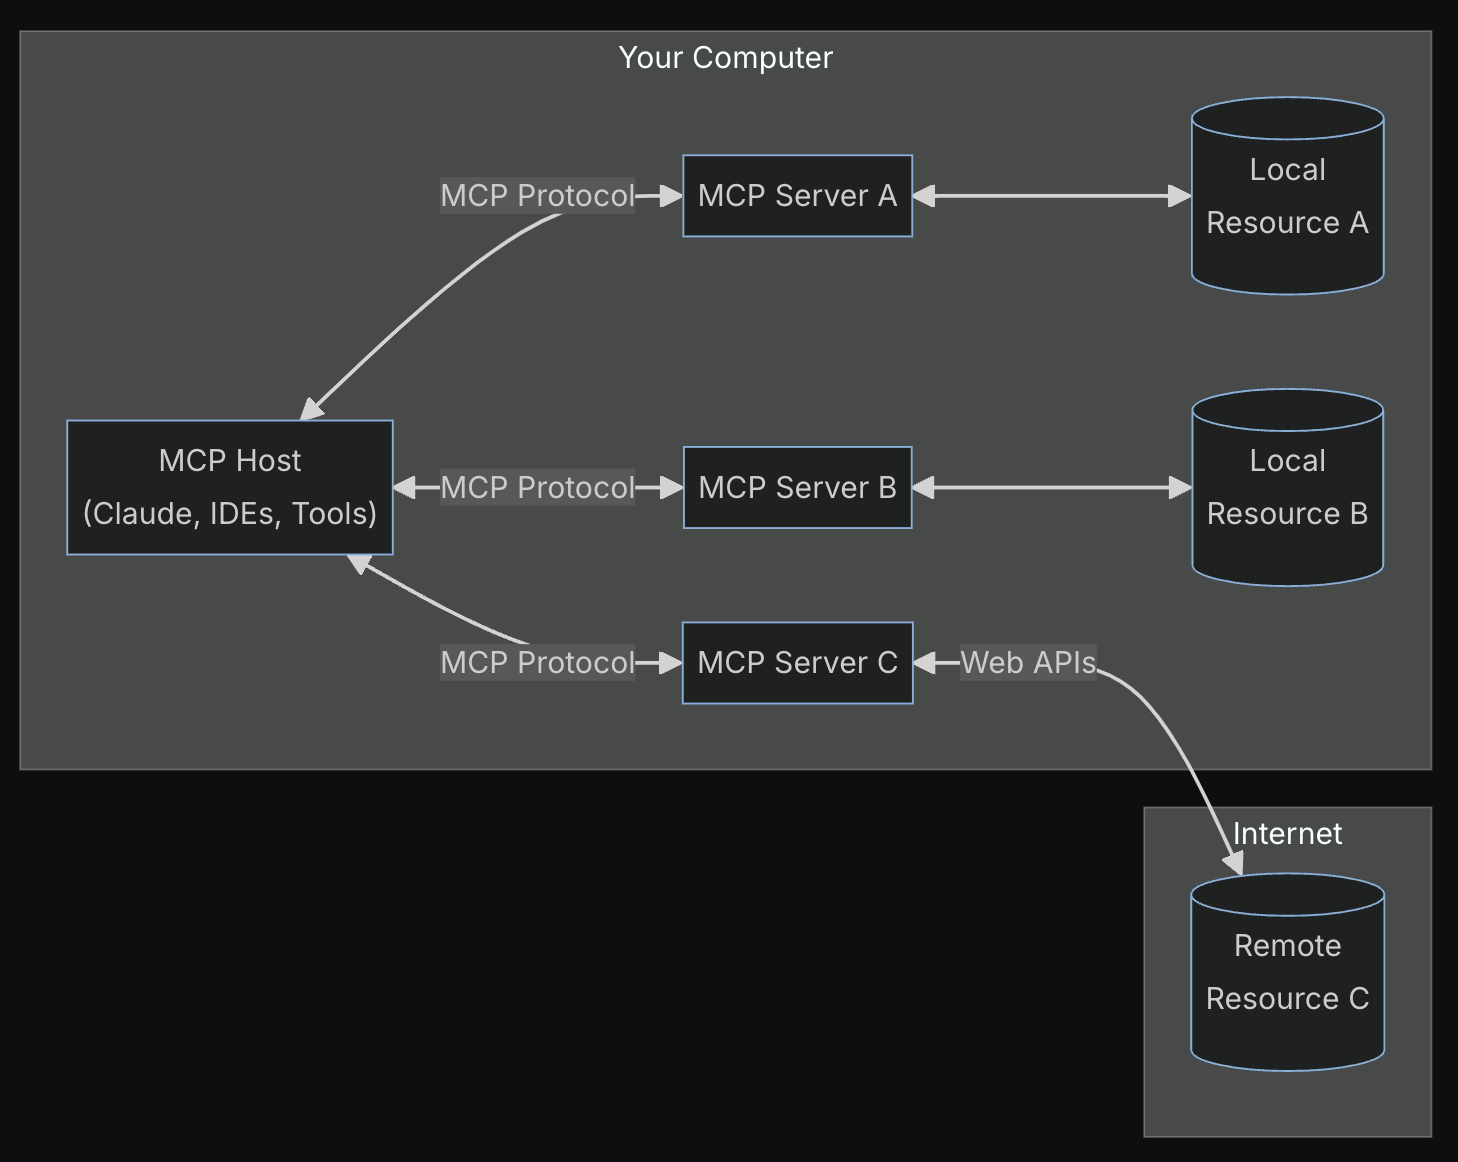 Your Computer
MCP Protocol
MCP Server A
Local
Resource A
MCP Host
(Claude, IDEs, Tools)
MCP Protocol
MCP Server B
Local
Resource B
MCP Protocol
MCP Server C
Web APIs
Internet
Remote
Resource C